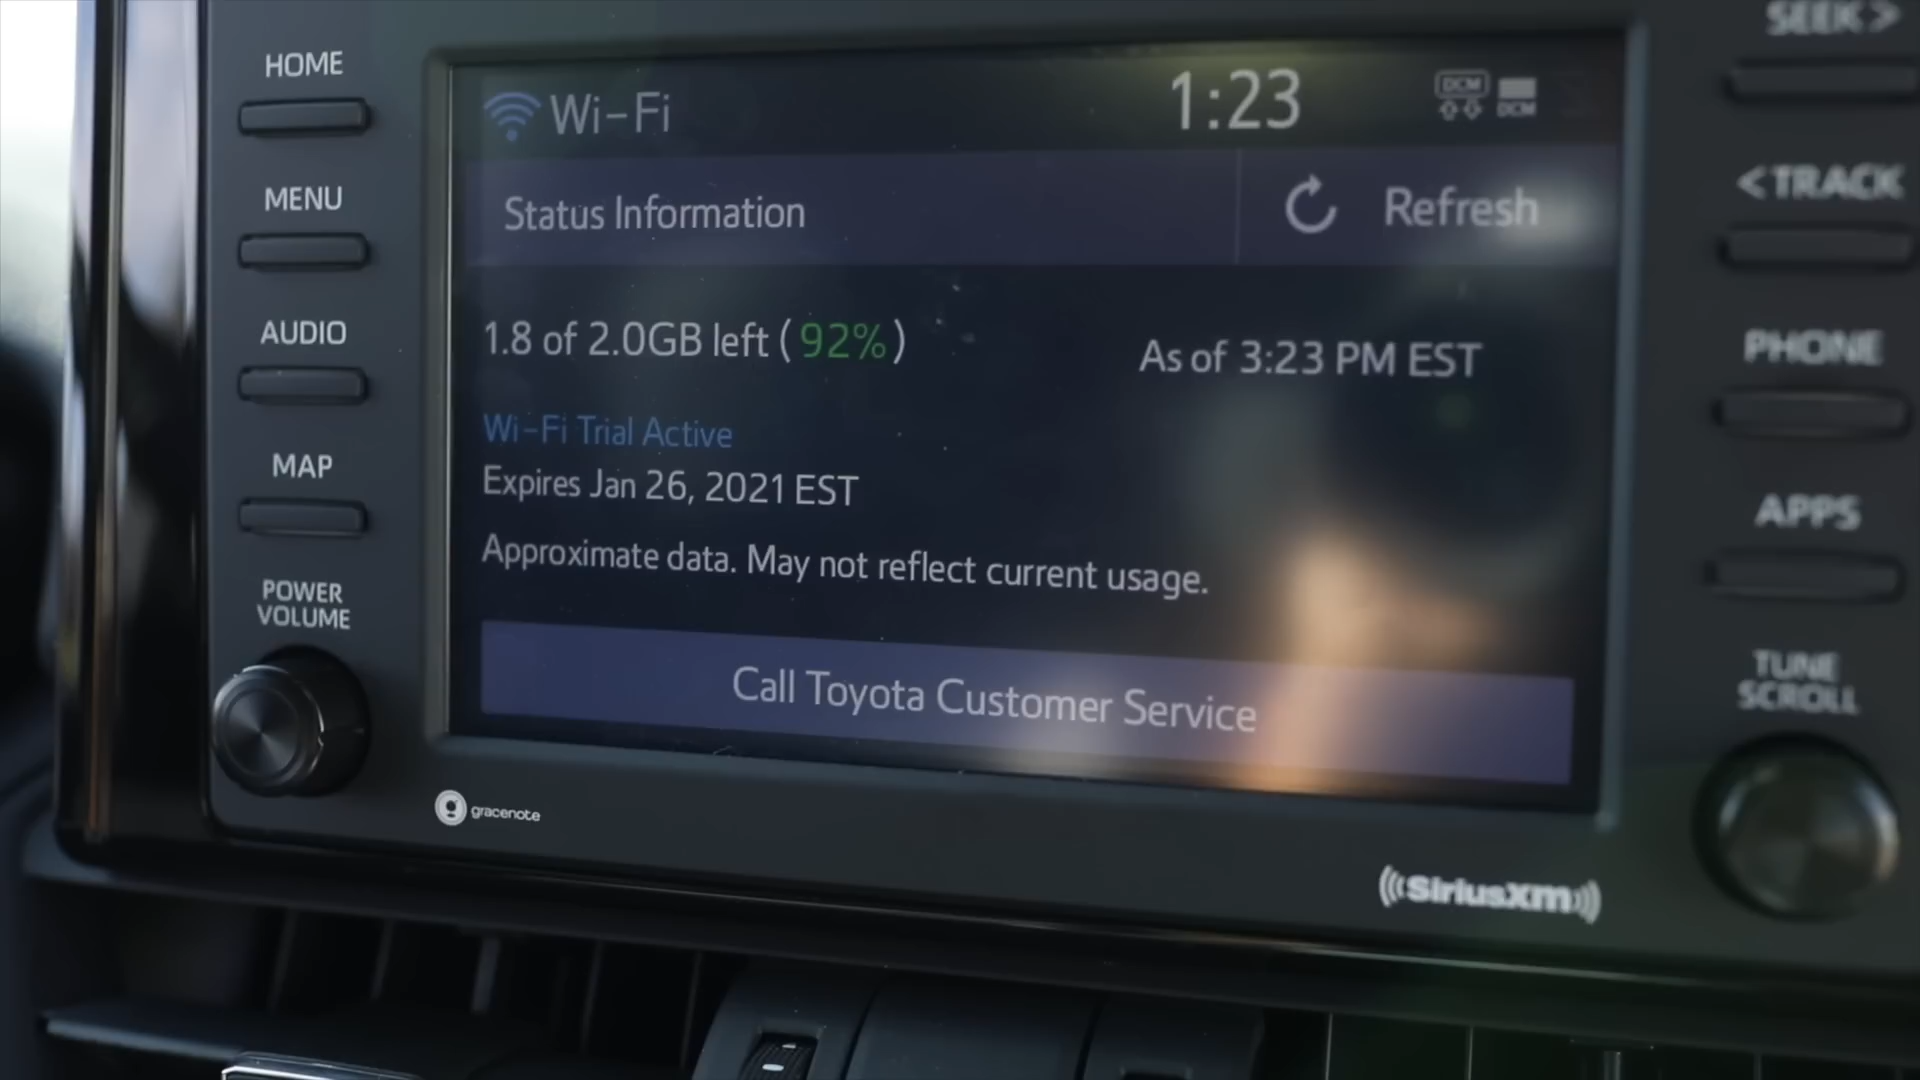 HOME
MENU
AUDIO
MAP
POWER
VOLUME
Wi-Fi
1:23
DCM
DCM
Status Information
Refresh
1.8 of 2.0GB left (92%)
As of 3:23 PM EST
Wi-Fi Trial Active
Expires Jan 26, 2021 EST
Approximate data. May not reflect current usage.
Call Toyota Customer Service
gracenote
SiriusXM
SEEK >
< TRACK
PHONE
APPS
TUNE
SCROLL